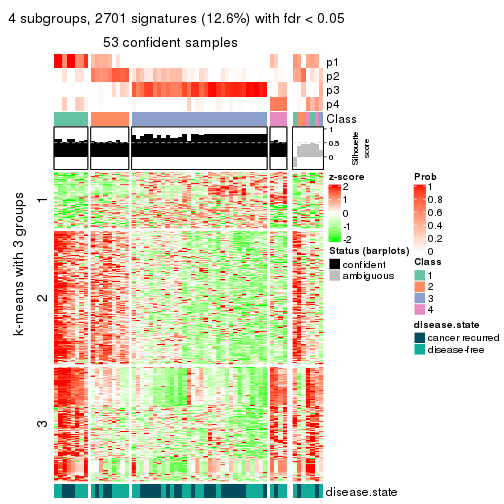 4 subgroups, 2701 signatures (12.6%) with fdr < 0.05
53 confident samples
p1
p2
p3
p4
Class
1
0.5
0
Silhouette
score
k-means with 3 groups
1
2
3
disease.state
z-score
2
1
0
-1
-2
Status (barplots)
confident
ambiguous
Prob
1
0.8
0.6
0.4
0.2
0
Class
1
2
3
4
disease.state
cancer recurred
disease-free